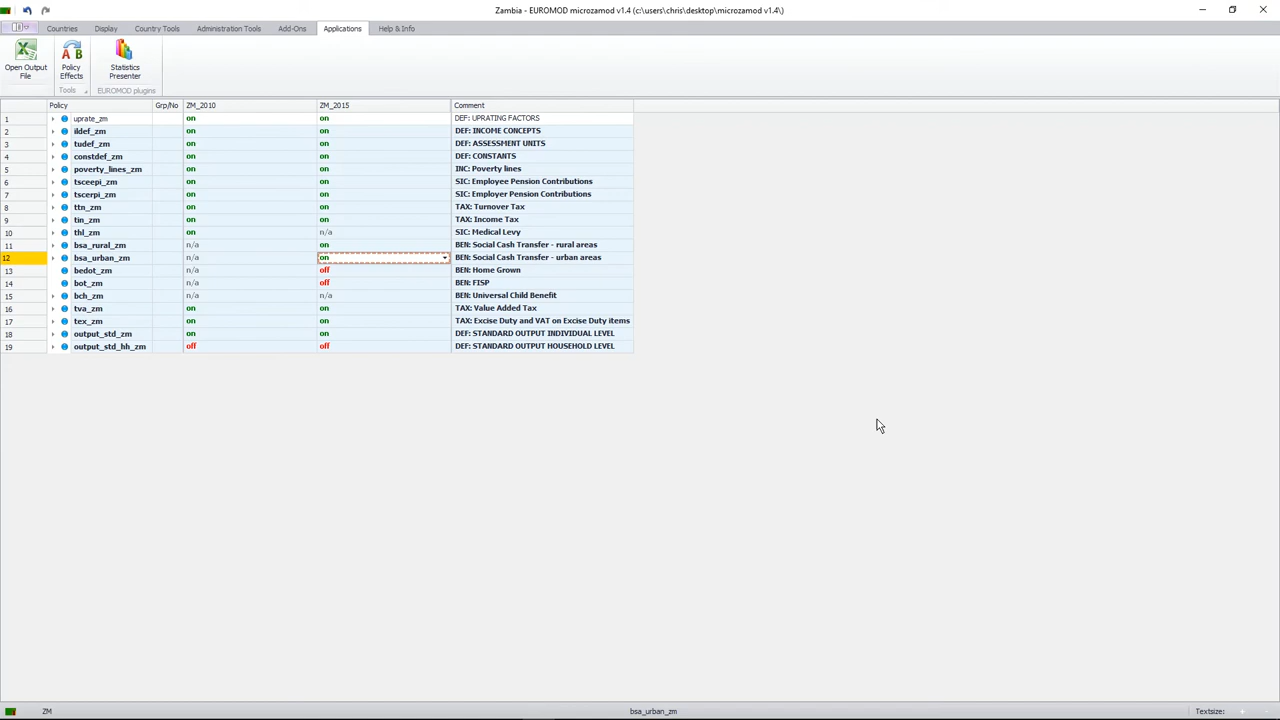 Zambia - EUROMOD microzamod v1.4 (c:\users\chris\desktop\microzamod v1.4\)
Countries Display Country Tools Administration Tools Add-Ons Applications Help & Info
Open Output File
Policy Effects
Statistics Presenter
Tools
EUROMOD plugins
Policy Grp/No ZM_2010 ZM_2015 Comment
1 uprate_zm on on DEF: UPRATING FACTORS
2 ildef_zm on on DEF: INCOME CONCEPTS
3 tudef_zm on on DEF: ASSESSMENT UNITS
4 constdef_zm on on DEF: CONSTANTS
5 poverty_lines_zm on on INC: Poverty lines
6 tsceepi_zm on on SIC: Employee Pension Contributions
7 tscerpi_zm on on SIC: Employer Pension Contributions
8 ttn_zm on on TAX: Turnover Tax
9 tin_zm on on TAX: Income Tax
10 thl_zm on n/a SIC: Medical Levy
11 bsa_rural_zm n/a on BEN: Social Cash Transfer - rural areas
12 bsa_urban_zm n/a on BEN: Social Cash Transfer - urban areas
13 bedot_zm n/a off BEN: Home Grown
14 bot_zm n/a off BEN: FISP
15 bch_zm n/a n/a BEN: Universal Child Benefit
16 tva_zm on on TAX: Value Added Tax
17 tex_zm on on TAX: Excise Duty and VAT on Excise Duty items
18 output_std_zm on on DEF: STANDARD OUTPUT INDIVIDUAL LEVEL
19 output_std_hh_zm off off DEF: STANDARD OUTPUT HOUSEHOLD LEVEL
ZM bsa_urban_zm Textsize: